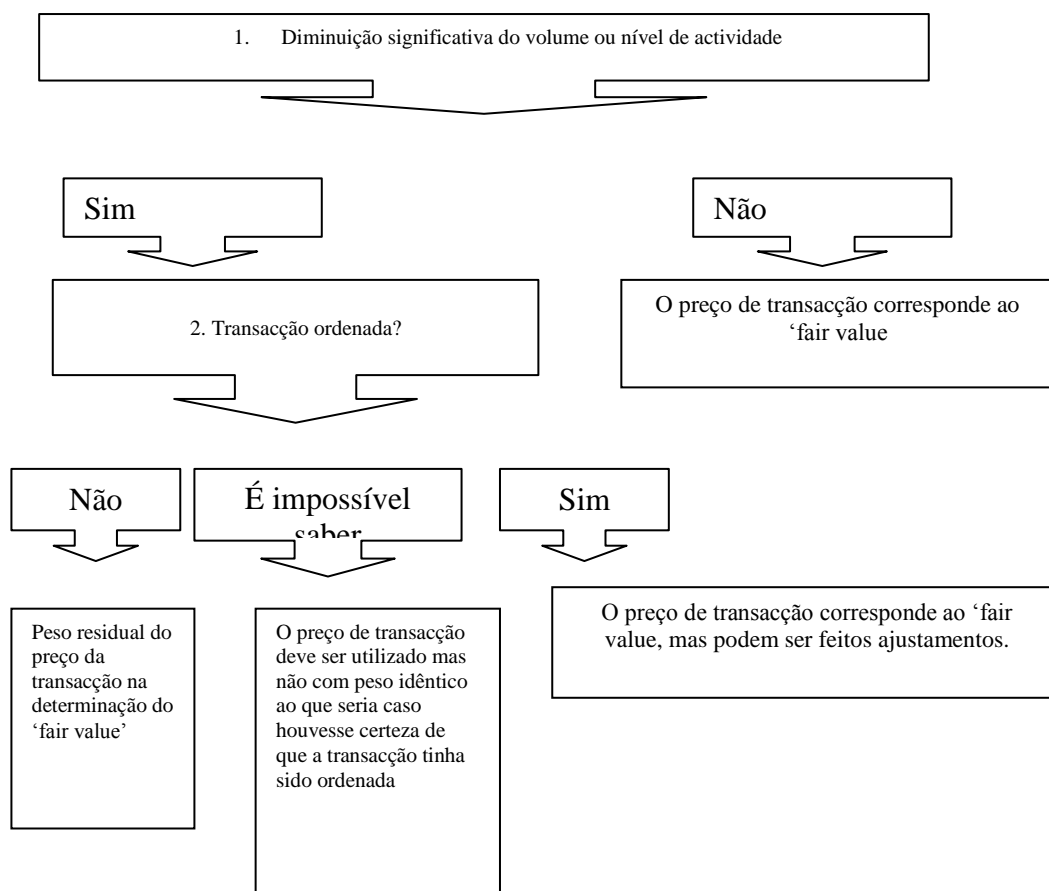 1. Diminuição significativa do volume ou nível de actividade
Sim
Não
2. Transacção ordenada?
O preço de transacção corresponde ao
‘fair value
Não
É impossível
saber
Sim
Peso residual do
preço da
transacção na
determinação do
‘fair value’
O preço de transacção
deve ser utilizado mas
não com peso idêntico
ao que seria caso
houvesse certeza de
que a transacção tinha
sido ordenada
O preço de transacção corresponde ao ‘fair
value, mas podem ser feitos ajustamentos.